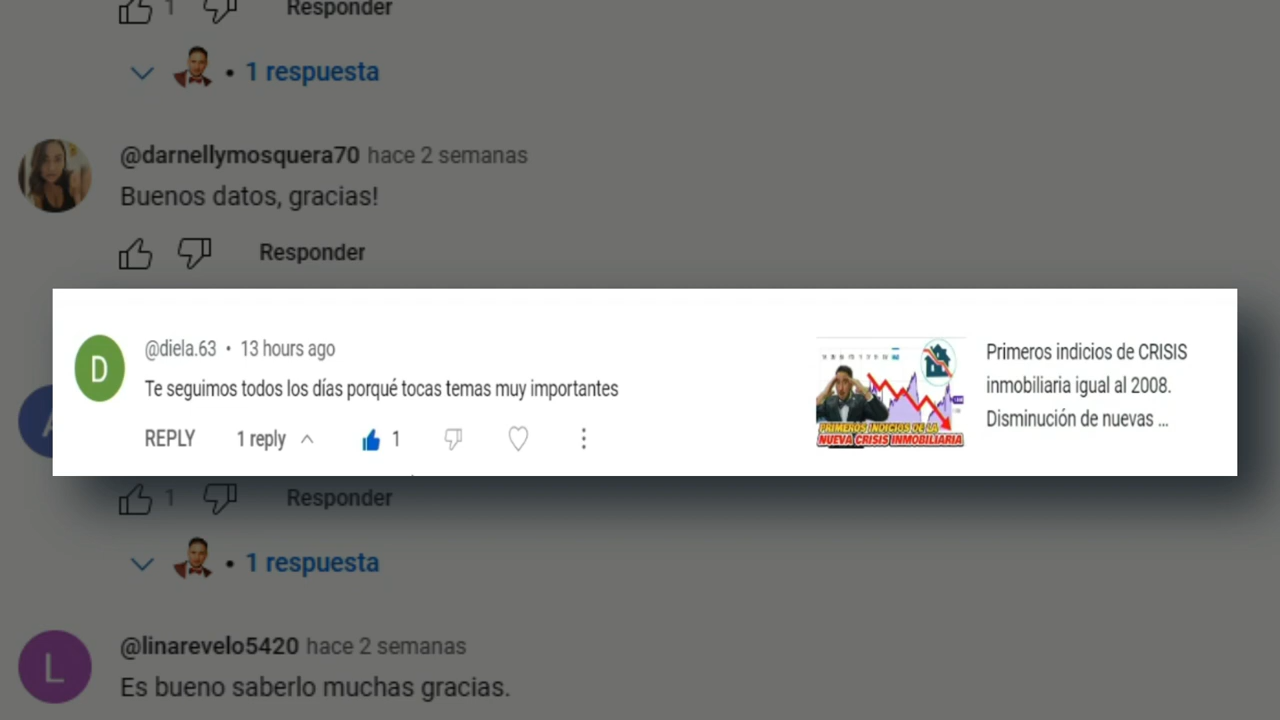 1 Responder
• 1 respuesta
@darnellymosquera70 hace 2 semanas
Buenos datos, gracias!
Responder
D
@diela.63 • 13 hours ago
Te seguimos todos los días porqué tocas temas muy importantes
REPLY 1 reply 1
PRIMEROS INDICIOS DE LA
NUEVA CRISIS INMOBILIARIA
Primeros indicios de CRISIS
inmobiliaria igual al 2008.
Disminución de nuevas ...
1 Responder
• 1 respuesta
L
@linarevelo5420 hace 2 semanas
Es bueno saberlo muchas gracias.